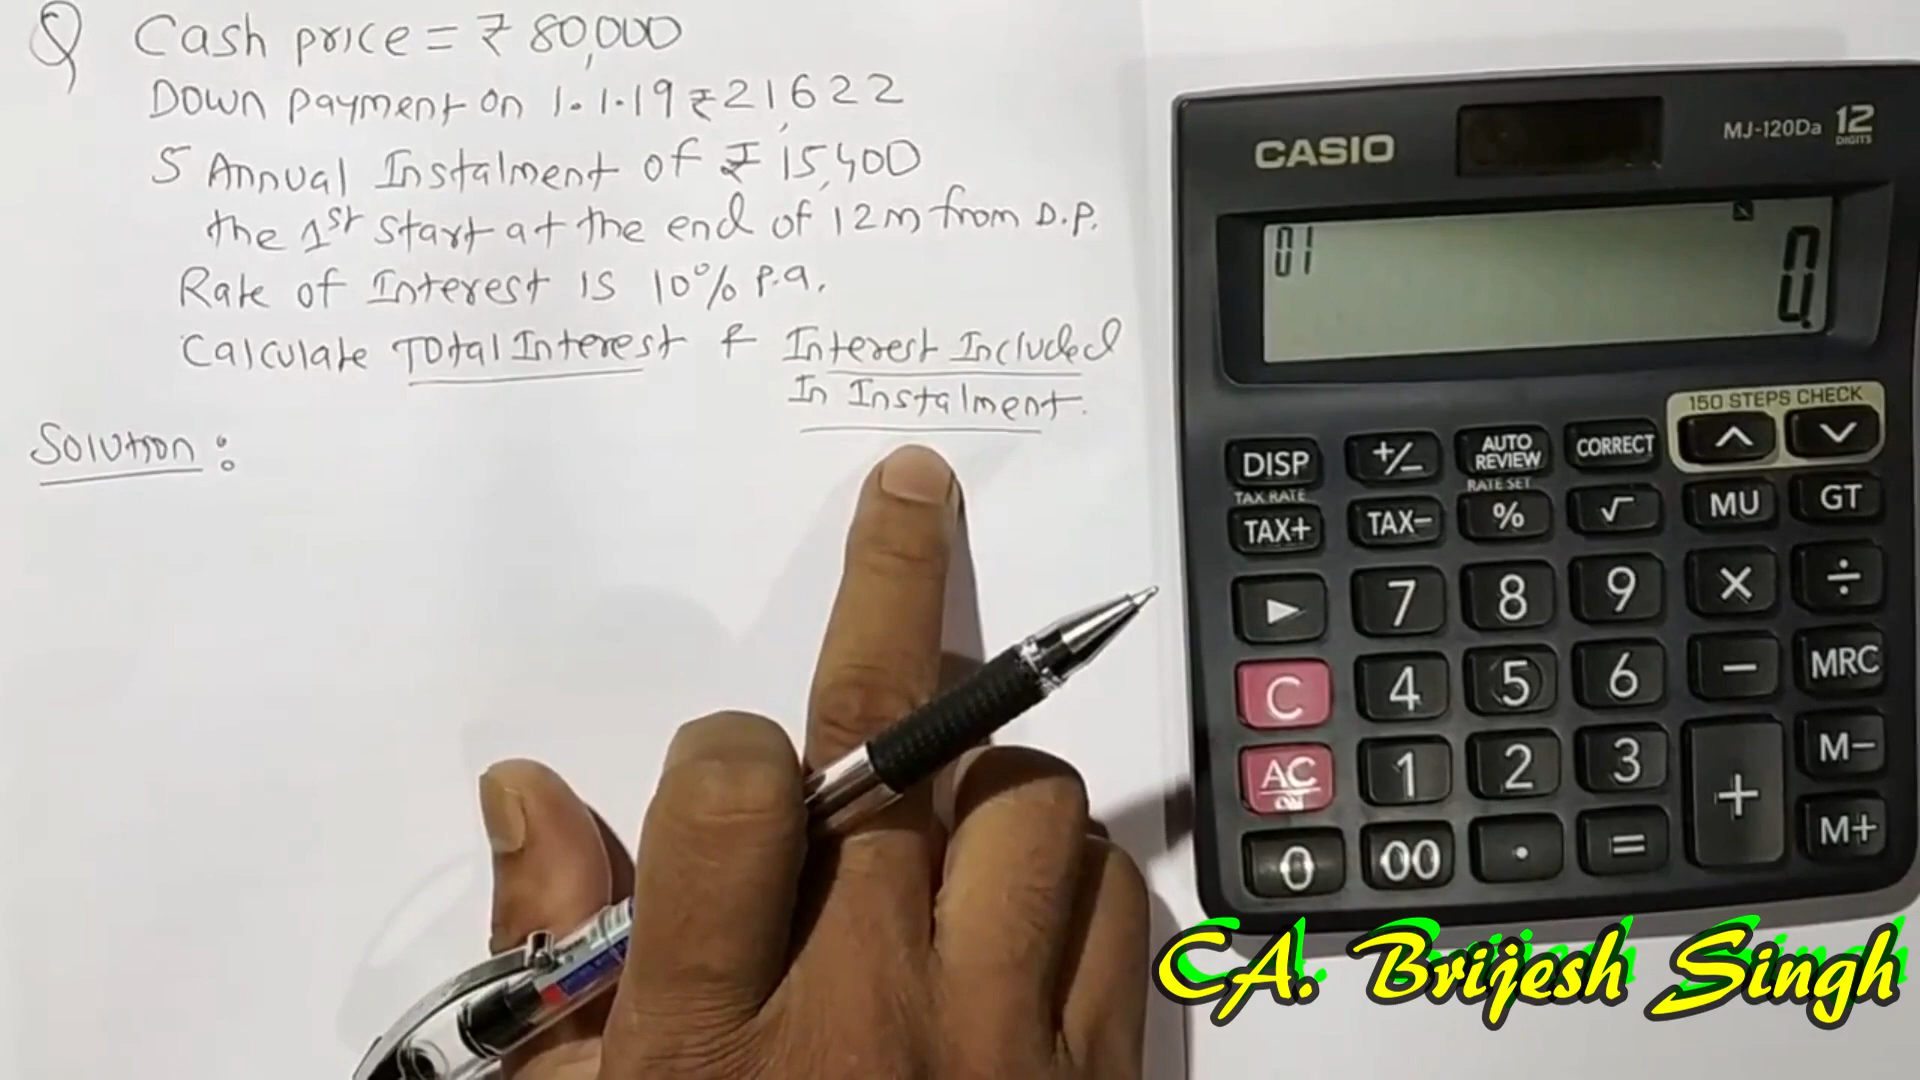 Q Cash price = ₹ 80,000
Down payment on 1.1.19 ₹21,622
5 Annual Instalment of ₹ 15,400
the 1st start at the end of 12m from D.P.
Rate of Interest is 10% P.a.
Calculate Total Interest & Interest Included
In Instalment.
Solution :
CASIO
MJ-120Da 12 DIGITS
01
0.
150 STEPS CHECK
DISP +/− AUTO REVIEW CORRECT
TAX RATE RATE SET
TAX+ TAX− % √ MU GT
► 7 8 9 × ÷
C 4 5 6 − MRC
AC ON 1 2 3 + M−
0 00 . = M+
CA. Brijesh Singh